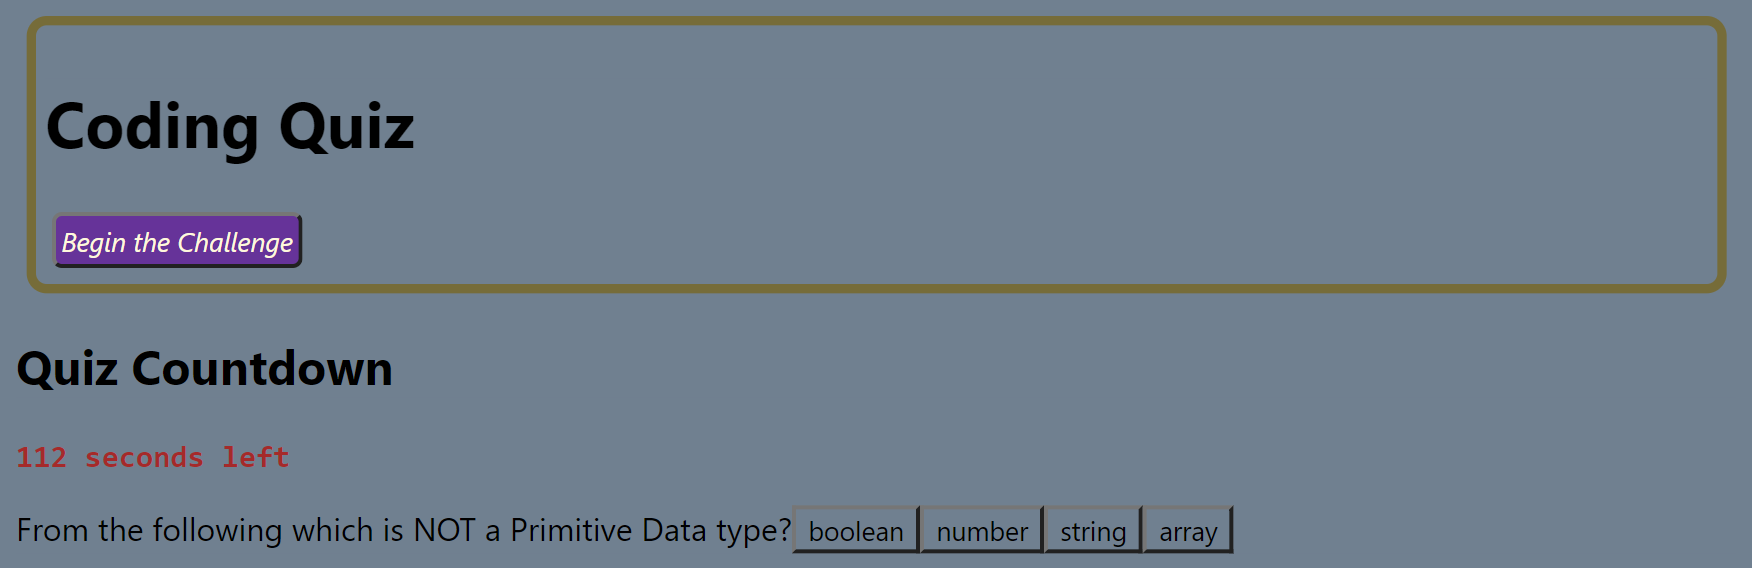 Coding Quiz
Begin the Challenge
Quiz Countdown
112 seconds left
From the following which is NOT a Primitive Data type? boolean number string array